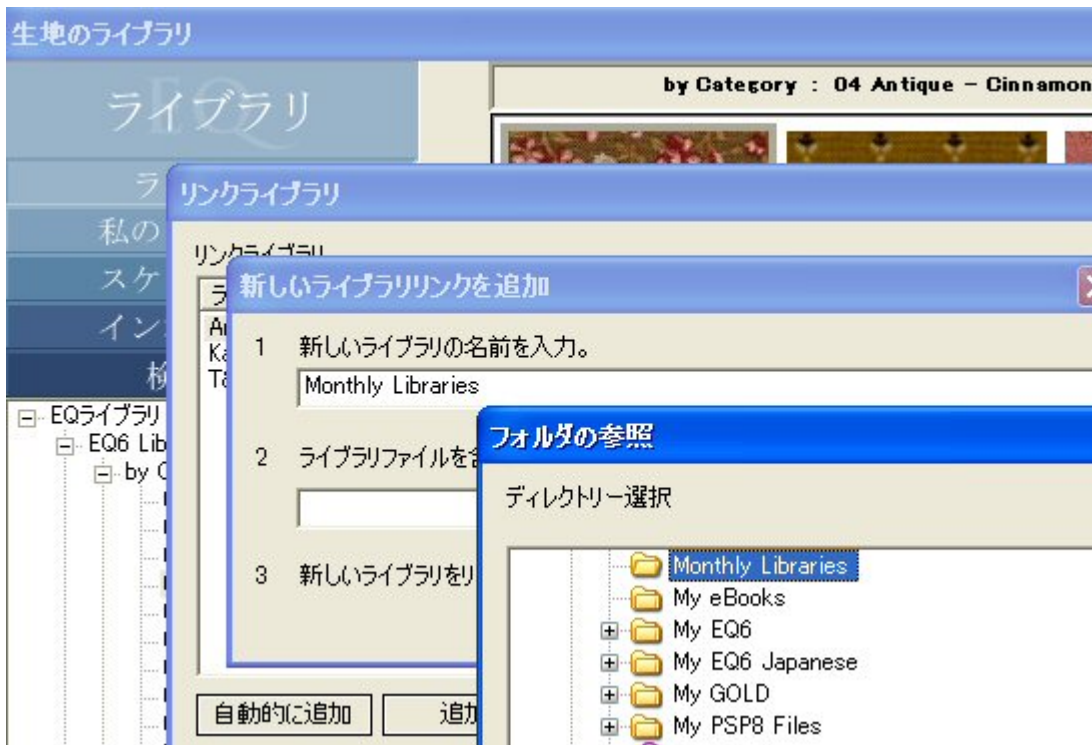 生地のライブラリ
EQ
ライブラリ
by Category : 04 Antique - Cinnamon
ラ
私の
スケ
イン
検
EQライブラリ
EQ6 Lib
by C
リンクライブラリ
リンクライブラリ
ラ
Ka
新しいライブラリリンクを追加
1 新しいライブラリの名前を入力。
Monthly Libraries
2 ライブラリファイルを含
3 新しいライブラリをリ
自動的に追加
追加
フォルダの参照
ディレクトリー選択
Monthly Libraries
My eBooks
My EQ6
My EQ6 Japanese
My GOLD
My PSP8 Files